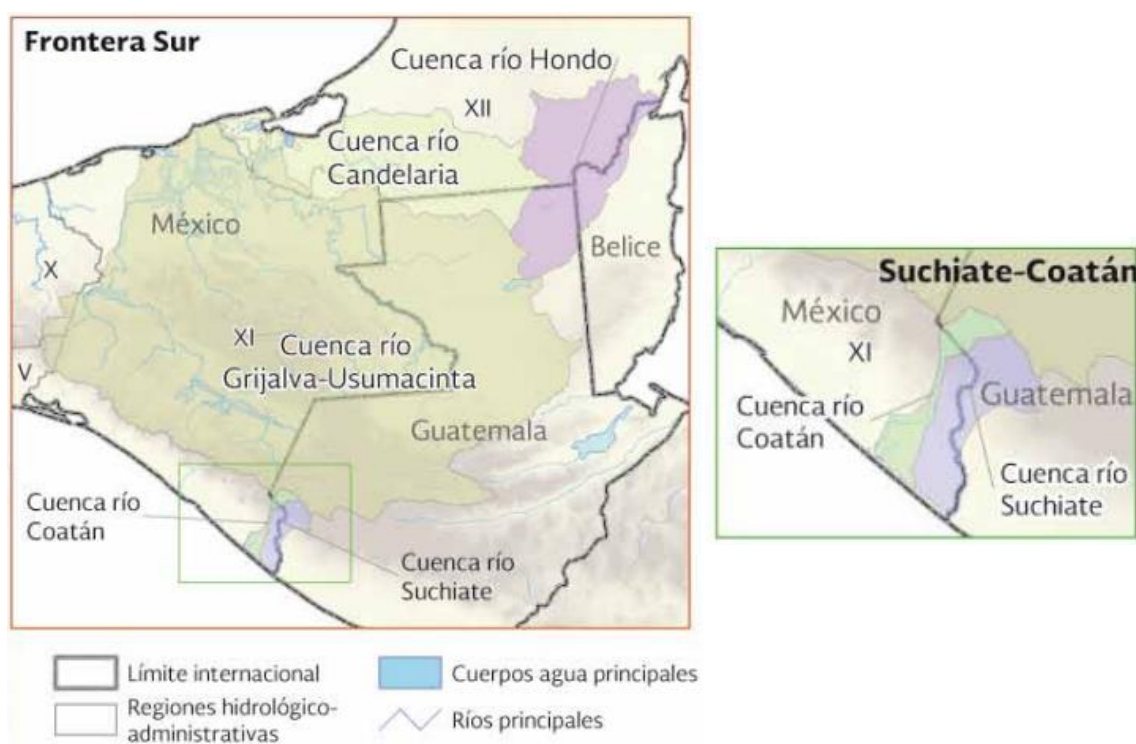 Frontera Sur
Cuenca río Hondo
XII
Cuenca río
Candelaria
México
Belice
X
XI
Cuenca río
Grijalva-Usumacinta
V
Guatemala
Cuenca río
Coatán
Cuenca río
Suchiate
Suchiate-Coatán
México
XI
Guatemala
Cuenca río
Coatán
Cuenca río
Suchiate
Límite internacional
Regiones hidrológico-
administrativas
Cuerpos agua principales
Ríos principales